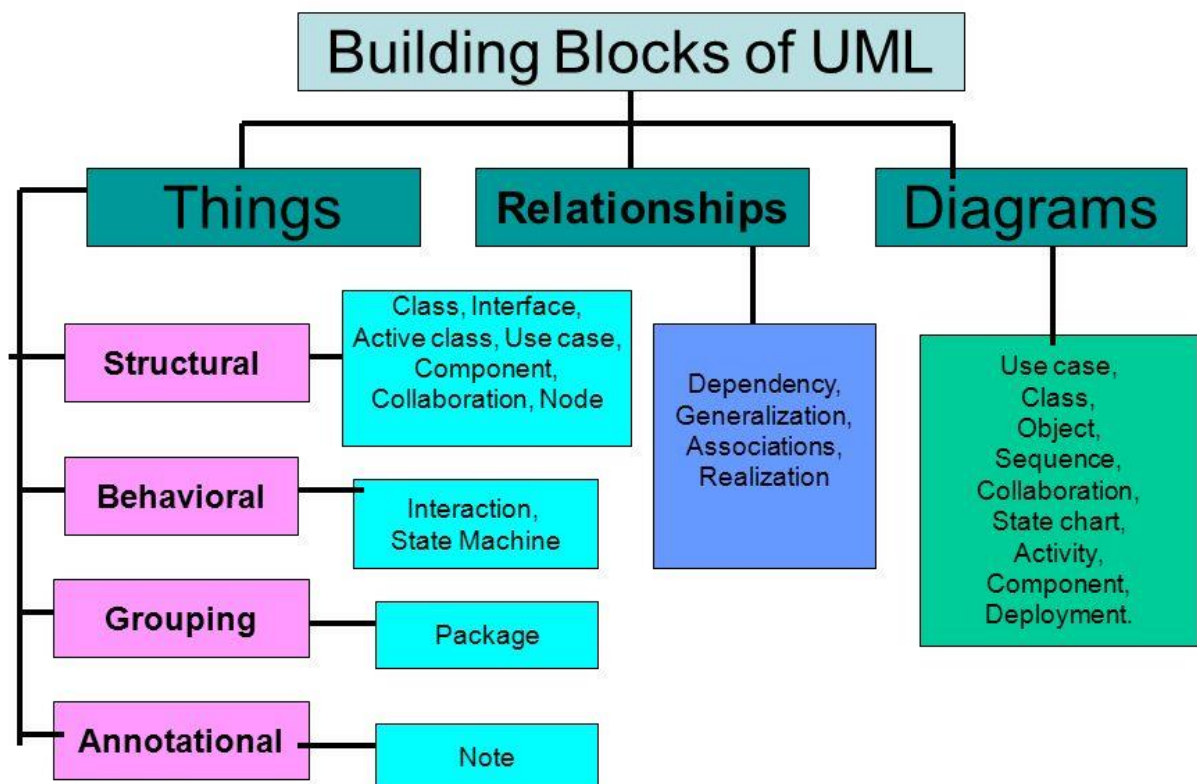 Building Blocks of UML
Things
Relationships
Diagrams
Structural
Class, Interface,
Active class, Use case,
Component,
Collaboration, Node
Behavioral
Interaction,
State Machine
Grouping
Package
Annotational
Note
Dependency,
Generalization,
Associations,
Realization
Use case,
Class,
Object,
Sequence,
Collaboration,
State chart,
Activity,
Component,
Deployment.